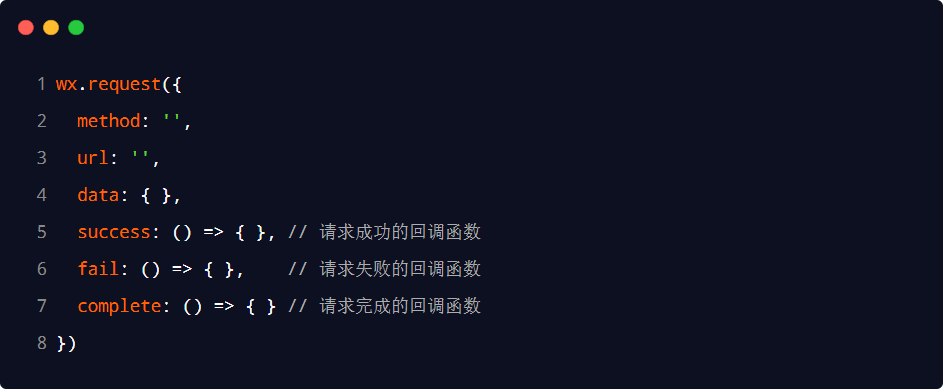 1 wx.request({
2   method: '',
3   url: '',
4   data: { },
5   success: () => { }, // 请求成功的回调函数
6   fail: () => { },    // 请求失败的回调函数
7   complete: () => { } // 请求完成的回调函数
8 })